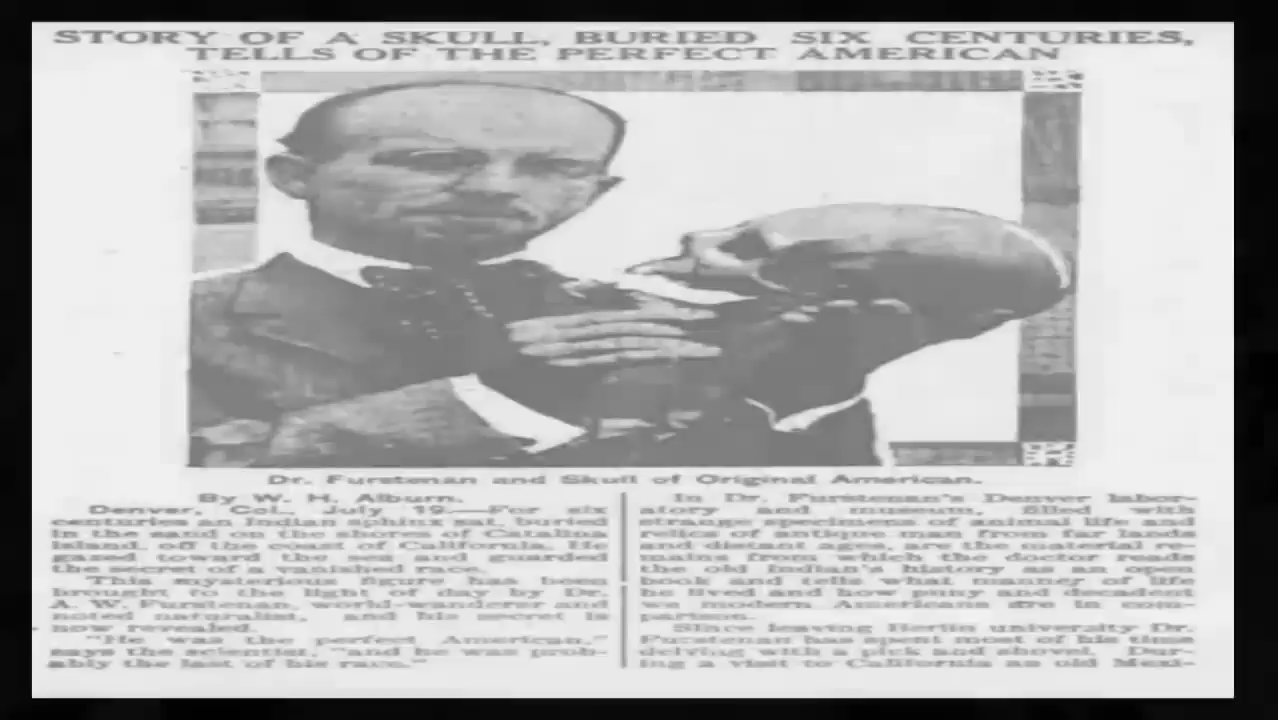 STORY OF A SKULL, BURIED SIX CENTURIES,
TELLS OF THE PERFECT AMERICAN
Dr. Furstenan and Skull of Original American.
By W. H. Alburn.
Denver, Col., July 19.—For six
centuries an Indian sphinx sat, buried
in the sand on the shores of Catalina
Island, off the coast of California. He
gazed toward the sea and guarded
the secret of a vanished race.
This mysterious figure has been
brought to the light of day by Dr.
A. W. Furstenan, world-wanderer and
noted naturalist, and his secret is
now revealed.
"He was the perfect American,"
says the scientist, "and he was prob-
ably the last of his race."
In Dr. Furstenan's Denver labor-
atory and museum, filled with
strange specimens of animal life and
relics of antique man from far lands
and distant ages, are the material re-
mains from which the doctor reads
the old Indian's history as an open
book and tells what manner of life
he lived and how puny and decadent
we modern Americans are in com-
parison.
Since leaving Berlin university Dr.
Furstenan has spent most of his time
delving with a pick and shovel. Dur-
ing a visit to California an old Mexi-